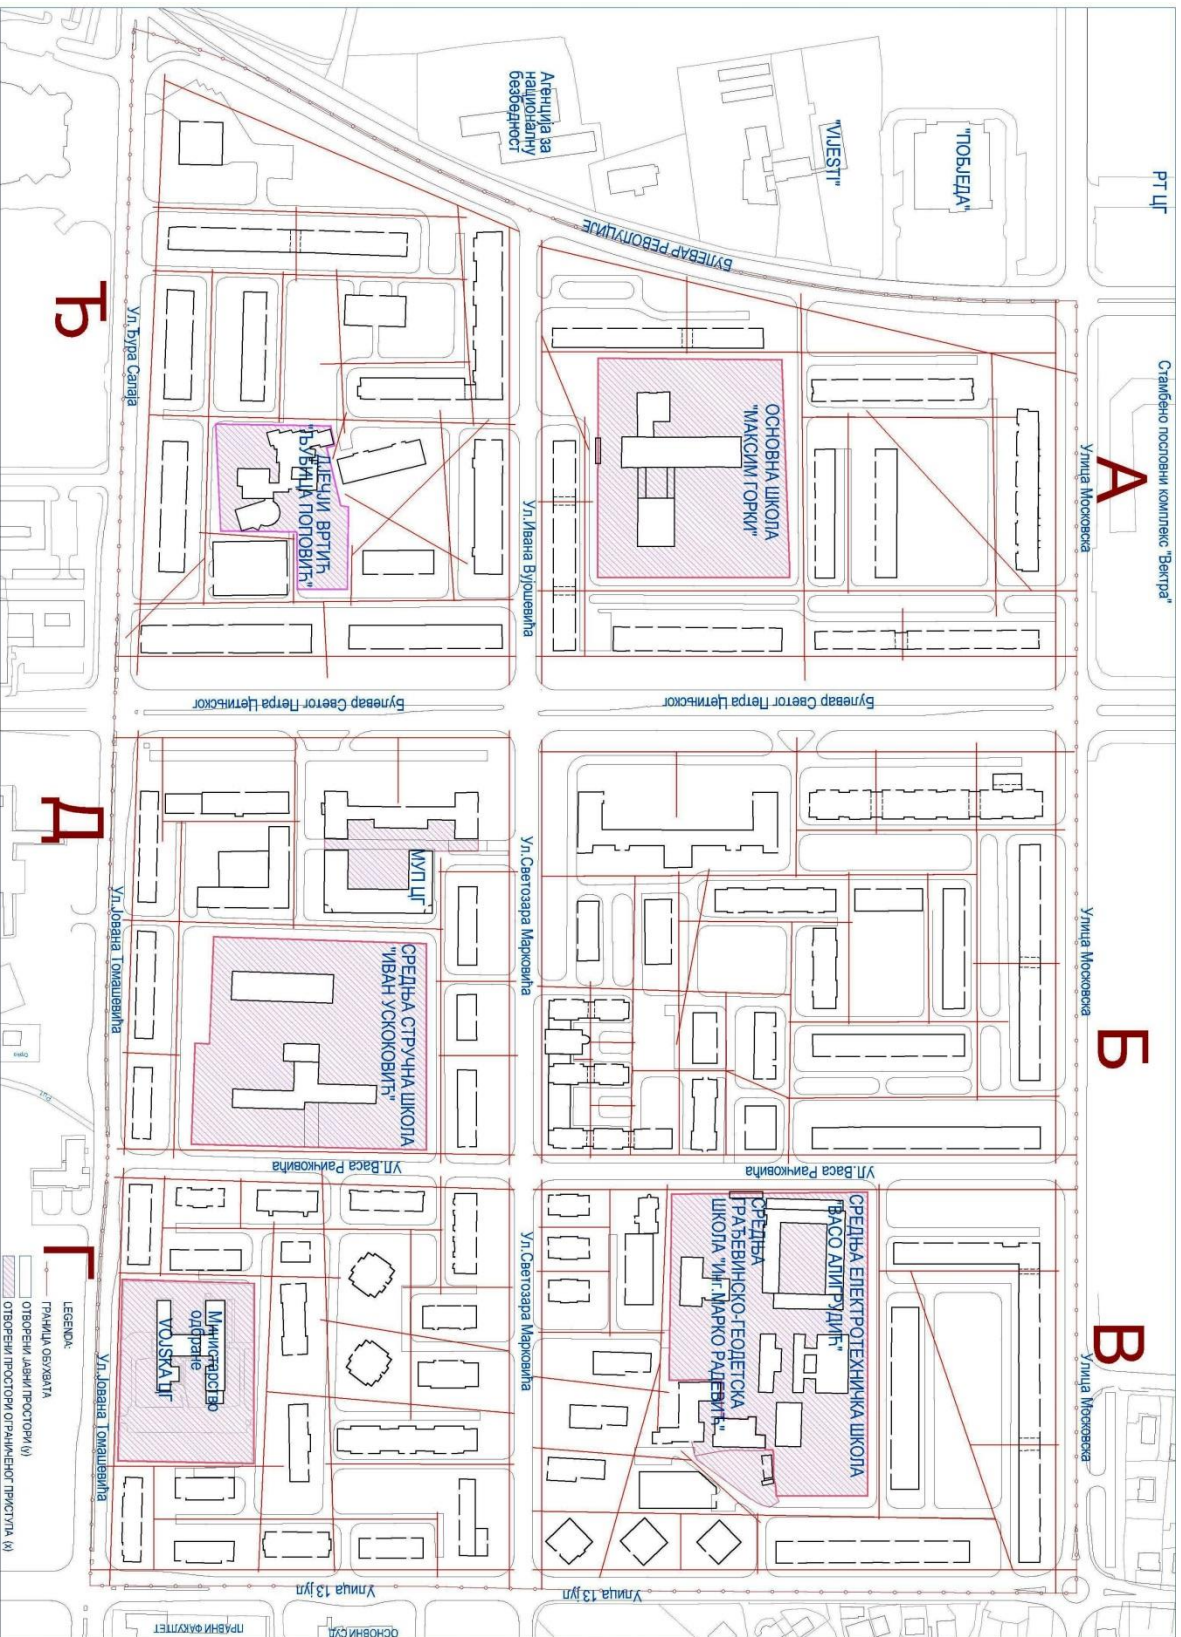 РТ ЦГ
"ПОБЈЕДА"
"VIJESTI"
Агенција за
националну
безбедност
Стамбено пословни комплекс "Вектра"
БУЛЕВАР РЕВОЛУЦИЈЕ
А
Улица Московска
ОСНОВНА ШКОЛА
"МАКСИМ ГОРКИ"
Ул.Ивана Вујошевића
ДЈЕЧЈИ ВРТИЋ
"ЉУБИЦА ПОПОВИЋ"
Ул.Ђура Салаја
Ђ
Булевар Светог Петра Цетињског
Булевар Светог Петра Цетињског
Улица Московска
Б
Ул.Светозара Марковића
МУП ЦГ
Д
СРЕДЊА СТРУЧНА ШКОЛА
"ИВАН УСКОКОВИЋ"
Ул.Јована Томашевића
УЛ.Васа Раичковића
УЛ.Васа Раичковића
В
Улица Московска
СРЕДЊА ЕЛЕКТРОТЕХНИЧКА ШКОЛА
"ВАСО АЛИГРУДИЋ"
СРЕДЊА
ГРАЂЕВИНСКО-ГЕОДЕТСКА
ШКОЛА "Инг.МАРКО РАДЕВИЋ"
Ул.Светозара Марковића
Министарство
одбране
VOJSKA ЦГ
Г
Ул.Јована Томашевића
Улица 13 јул
Улица 13 јул
ОСНОВНИ СУД
ПРАВНИ ФАКУЛТЕТ
LEGENDA:
ГРАНИЦА ОБУХВАТА
ОТВОРЕНИ ЈАВНИ ПРОСТОРИ (у)
ОТВОРЕНИ ПРОСТОРИ ОГРАНИЧЕНОГ ПРИСТУПА (х)